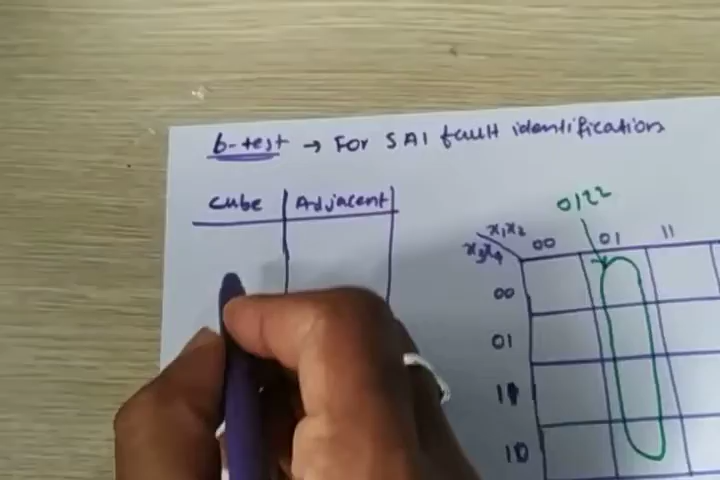 b-test → For SA1 fault identification
cube Adjacent
0122
x1x2
x3x4
00 01 11
00
01
11
10